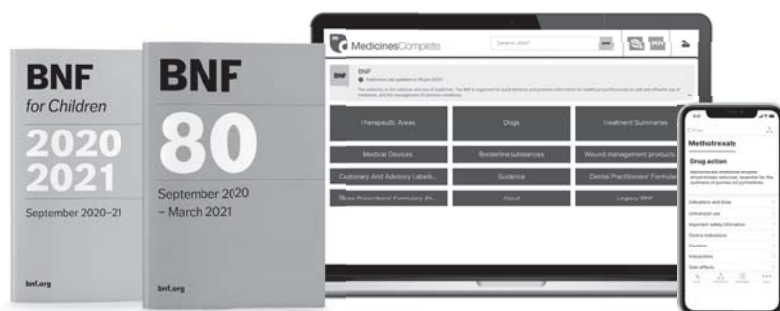 BNF
for Children
2020
2021
September 2020–21
bnf.org
BNF
80
September 2020
– March 2021
bnf.org
MedicinesComplete
BNF
BNF
Therapeutic Areas
Drugs
Treatment Summaries
Medical Devices
Borderline substances
Wound management products
Cautionary And Advisory Labels...
Guidance
Dental Practitioners' Formulary
About
Legacy BNF
Methotrexate
Drug action
Indications and dose
Unlicensed use
Important safety information
Contra-indications
Interactions
Side-effects